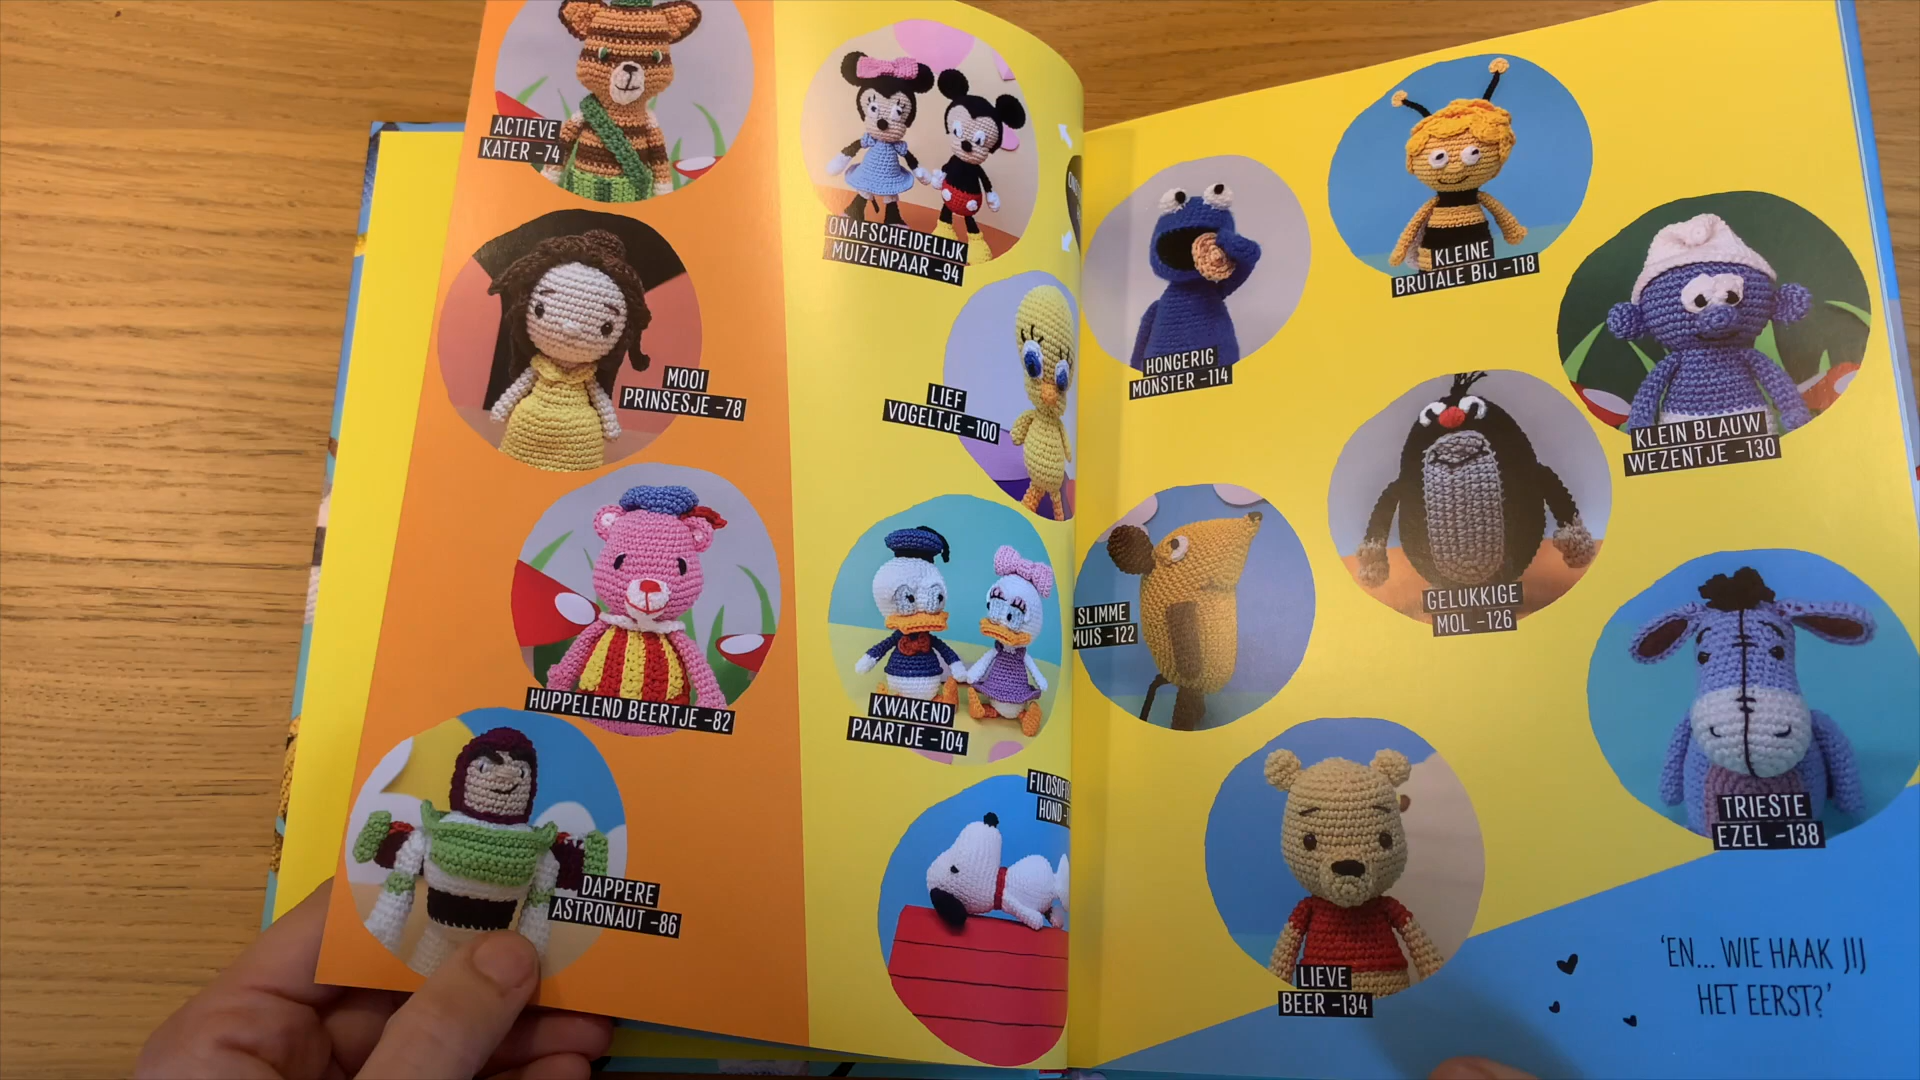 ACTIEVE
KATER -74
MOOI
PRINSESJE -78
HUPPELEND BEERTJE -82
DAPPERE
ASTRONAUT -86
ONAFSCHEIDELIJK
MUIZENPAAR -94
LIEF
VOGELTJE -100
KWAKEND
PAARTJE -104
HOND
HONGERIG
MONSTER -114
KLEINE
BRUTALE BIJ -118
SLIMME
MUIS -122
GELUKKIGE
MOL -126
KLEIN BLAUW
WEZENTJE -130
LIEVE
BEER -134
TRIESTE
EZEL -138
'EN... WIE HAAK JIJ
HET EERST?'